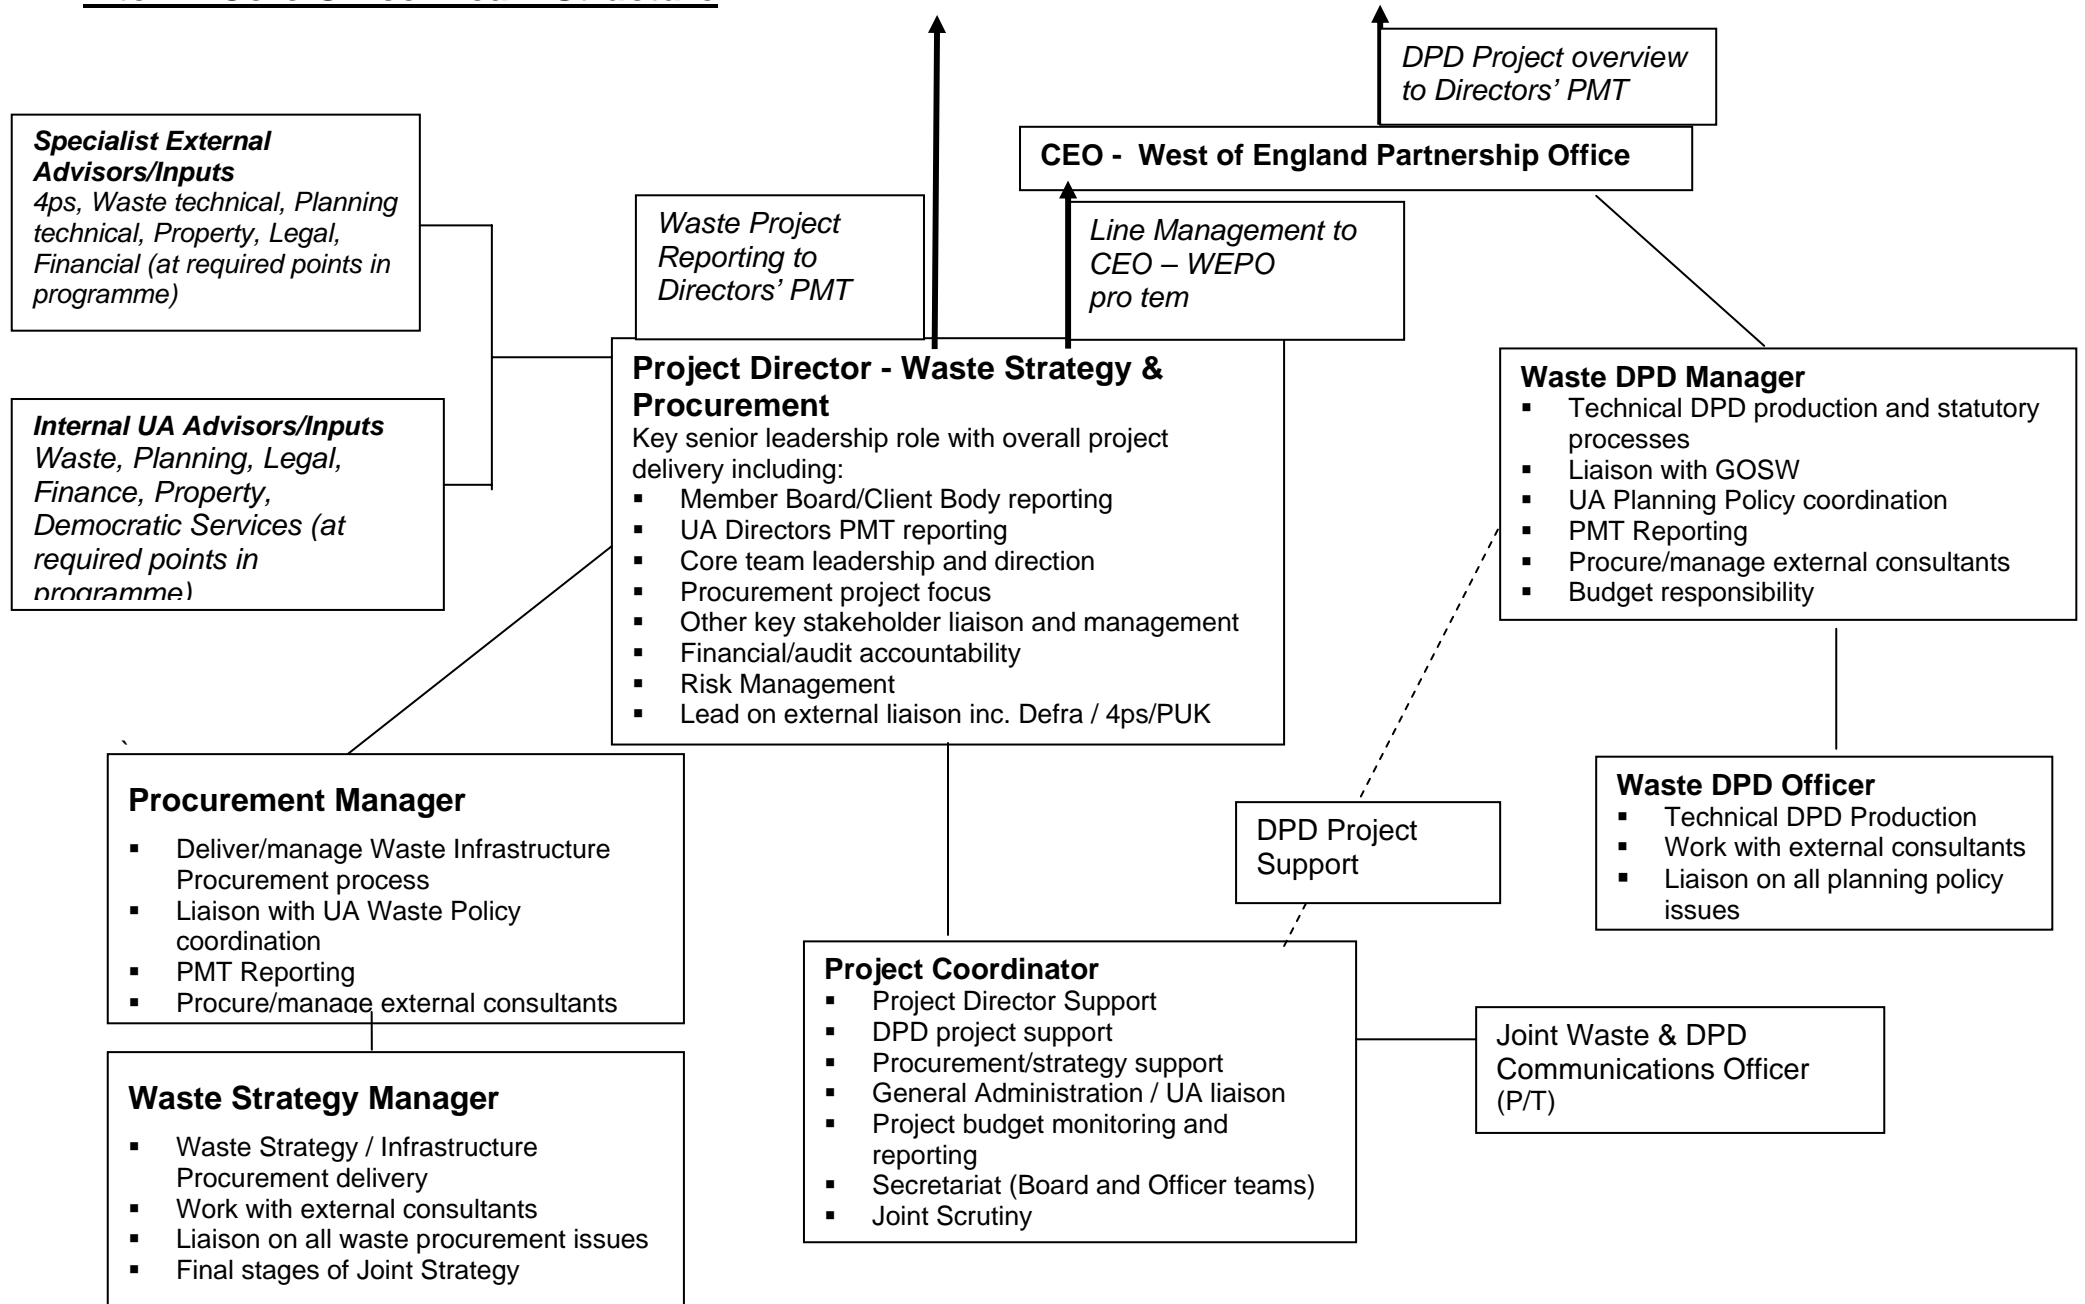 DPD Project overview
to Directors’ PMT
CEO - West of England Partnership Office
Specialist External
Advisors/Inputs
4ps, Waste technical, Planning
technical, Property, Legal,
Financial (at required points in
programme)
Waste Project
Reporting to
Directors’ PMT
Line Management to
CEO – WEPO
pro tem
Internal UA Advisors/Inputs
Waste, Planning, Legal,
Finance, Property,
Democratic Services (at
required points in
programme)
Project Director - Waste Strategy &
Procurement
Key senior leadership role with overall project
delivery including:
▪ Member Board/Client Body reporting
▪ UA Directors PMT reporting
▪ Core team leadership and direction
▪ Procurement project focus
▪ Other key stakeholder liaison and management
▪ Financial/audit accountability
▪ Risk Management
▪ Lead on external liaison inc. Defra / 4ps/PUK
Waste DPD Manager
▪ Technical DPD production and statutory
processes
▪ Liaison with GOSW
▪ UA Planning Policy coordination
▪ PMT Reporting
▪ Procure/manage external consultants
▪ Budget responsibility
`
Procurement Manager
▪ Deliver/manage Waste Infrastructure
Procurement process
▪ Liaison with UA Waste Policy
coordination
▪ PMT Reporting
▪ Procure/manage external consultants
DPD Project
Support
Waste DPD Officer
▪ Technical DPD Production
▪ Work with external consultants
▪ Liaison on all planning policy
issues
Project Coordinator
▪ Project Director Support
▪ DPD project support
▪ Procurement/strategy support
▪ General Administration / UA liaison
▪ Project budget monitoring and
reporting
▪ Secretariat (Board and Officer teams)
▪ Joint Scrutiny
Joint Waste & DPD
Communications Officer
(P/T)
Waste Strategy Manager
▪ Waste Strategy / Infrastructure
Procurement delivery
▪ Work with external consultants
▪ Liaison on all waste procurement issues
▪ Final stages of Joint Strategy